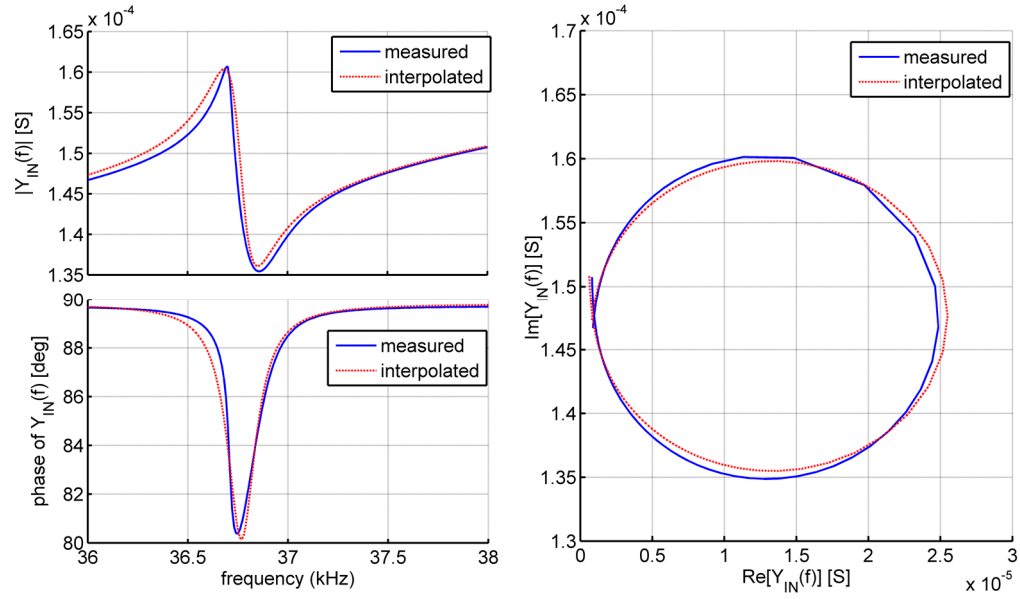 x 10^-4
1.65
1.6
1.55
1.5
1.45
1.4
1.35
|Y_IN(f)| [S]
measured
interpolated
90
88
86
84
82
80
phase of Y_IN(f) [deg]
measured
interpolated
36
36.5
37
37.5
38
frequency (kHz)
x 10^-4
1.7
1.65
1.6
1.55
1.5
1.45
1.4
1.35
1.3
Im[Y_IN(f)] [S]
measured
interpolated
0
0.5
1
1.5
2
2.5
3
Re[Y_IN(f)] [S]
x 10^-5